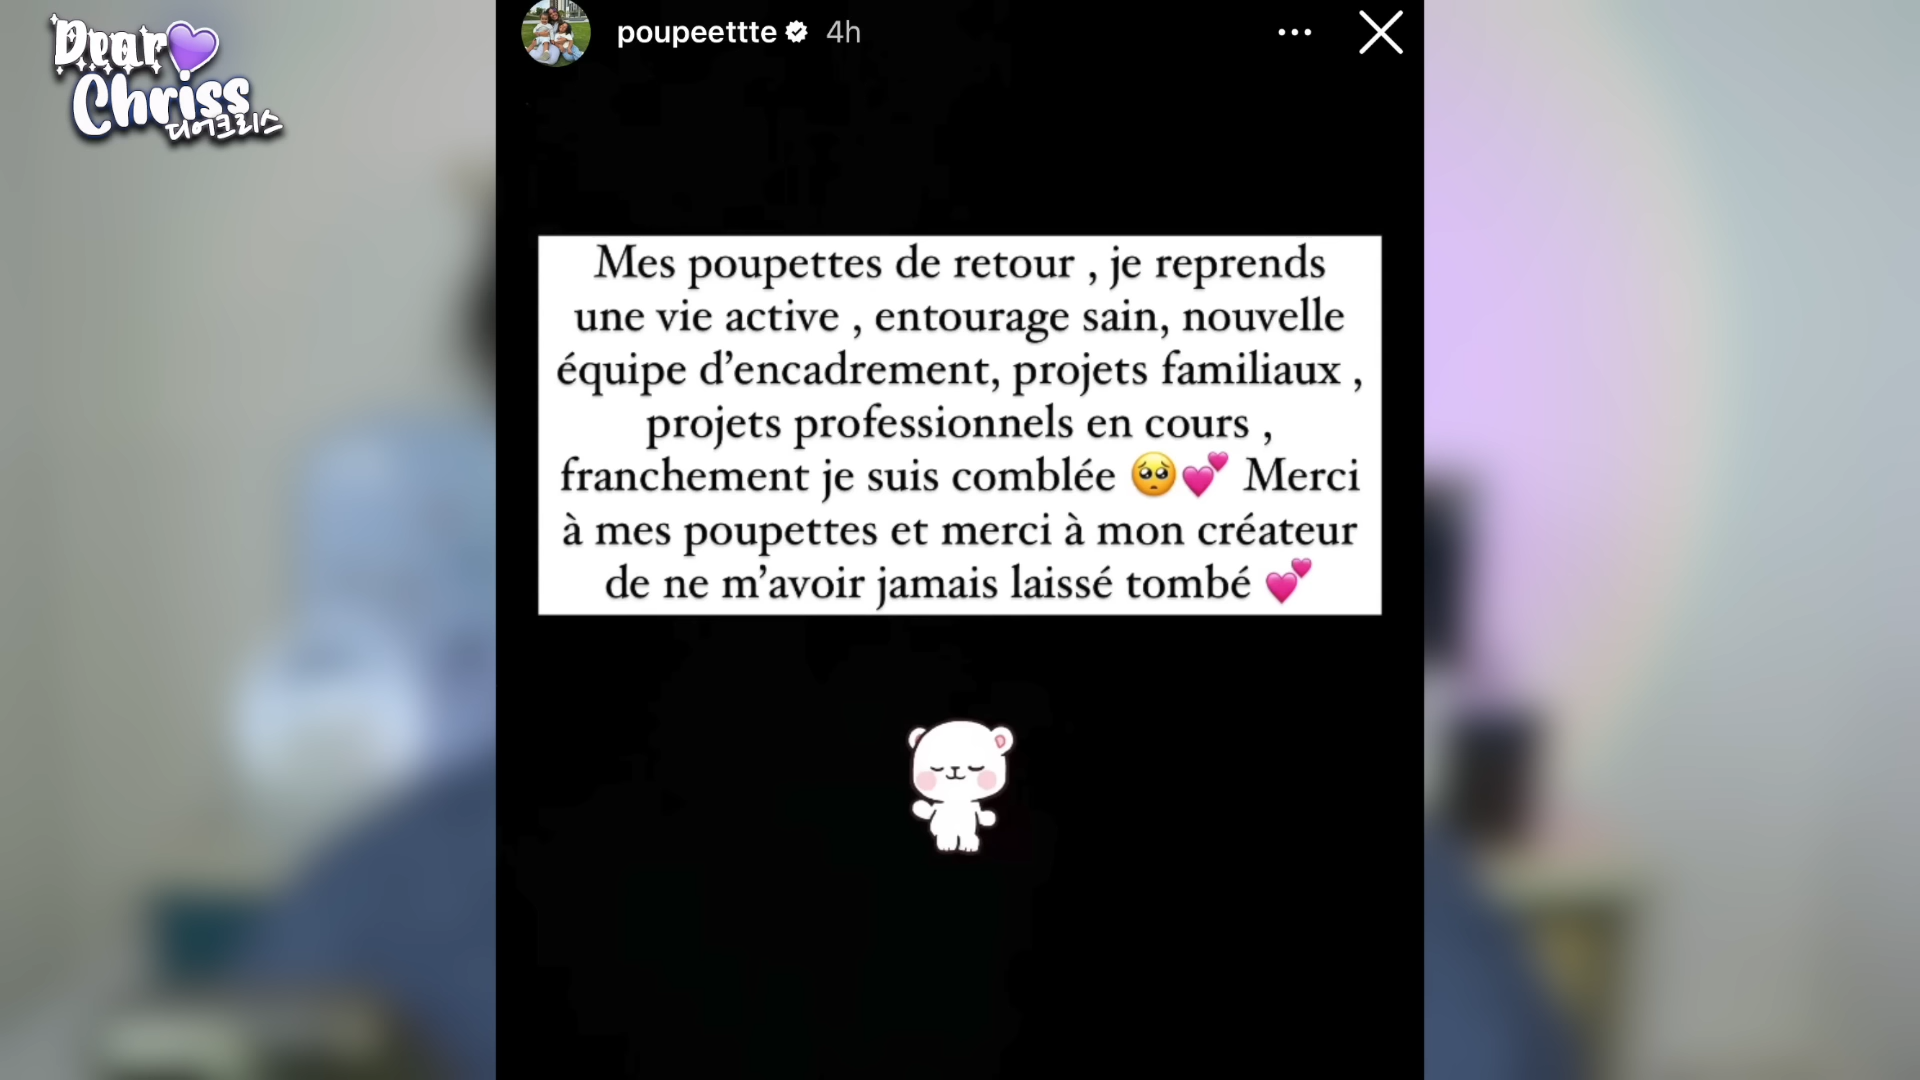 Dear
Chriss
디어크리스
poupeettte 4h
Mes poupettes de retour , je reprends
une vie active , entourage sain, nouvelle
équipe d’encadrement, projets familiaux ,
projets professionnels en cours ,
franchement je suis comblée 🥺💕 Merci
à mes poupettes et merci à mon créateur
de ne m’avoir jamais laissé tombé 💕